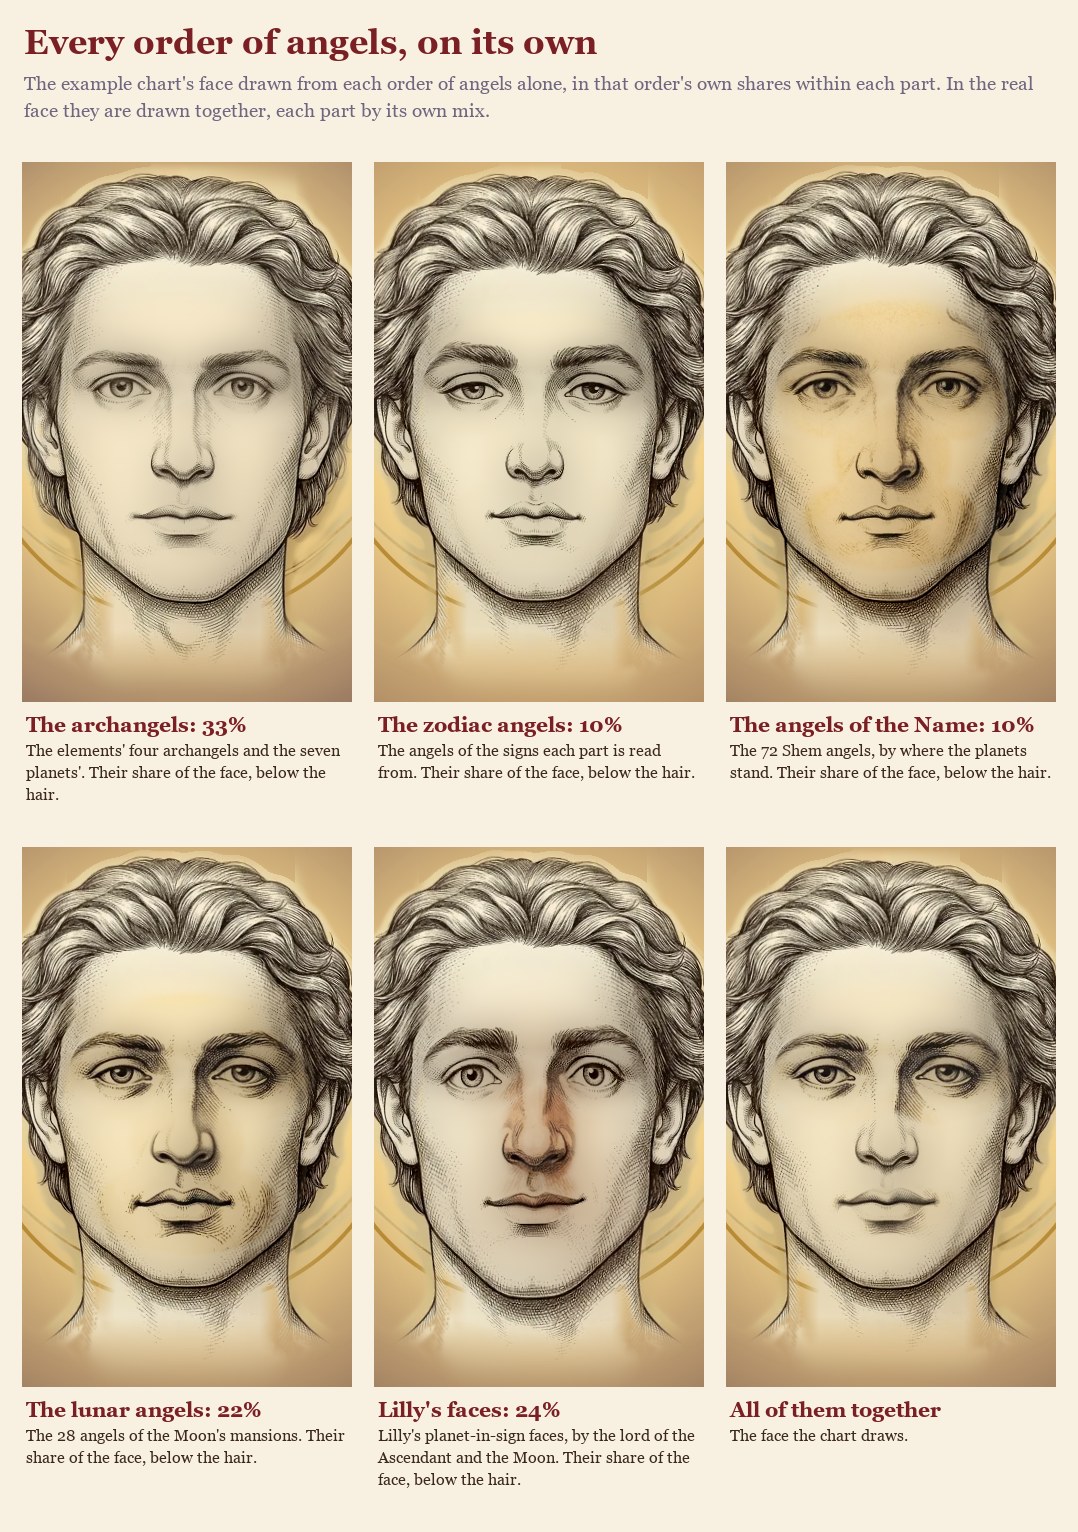 Every order of angels, on its own
The example chart's face drawn from each order of angels alone, in that order's own shares within each part. In the real
face they are drawn together, each part by its own mix.
The archangels: 33%
The elements' four archangels and the seven
planets'. Their share of the face, below the
hair.
The zodiac angels: 10%
The angels of the signs each part is read
from. Their share of the face, below the hair.
The angels of the Name: 10%
The 72 Shem angels, by where the planets
stand. Their share of the face, below the hair.
The lunar angels: 22%
The 28 angels of the Moon's mansions. Their
share of the face, below the hair.
Lilly's faces: 24%
Lilly's planet-in-sign faces, by the lord of the
Ascendant and the Moon. Their share of the
face, below the hair.
All of them together
The face the chart draws.